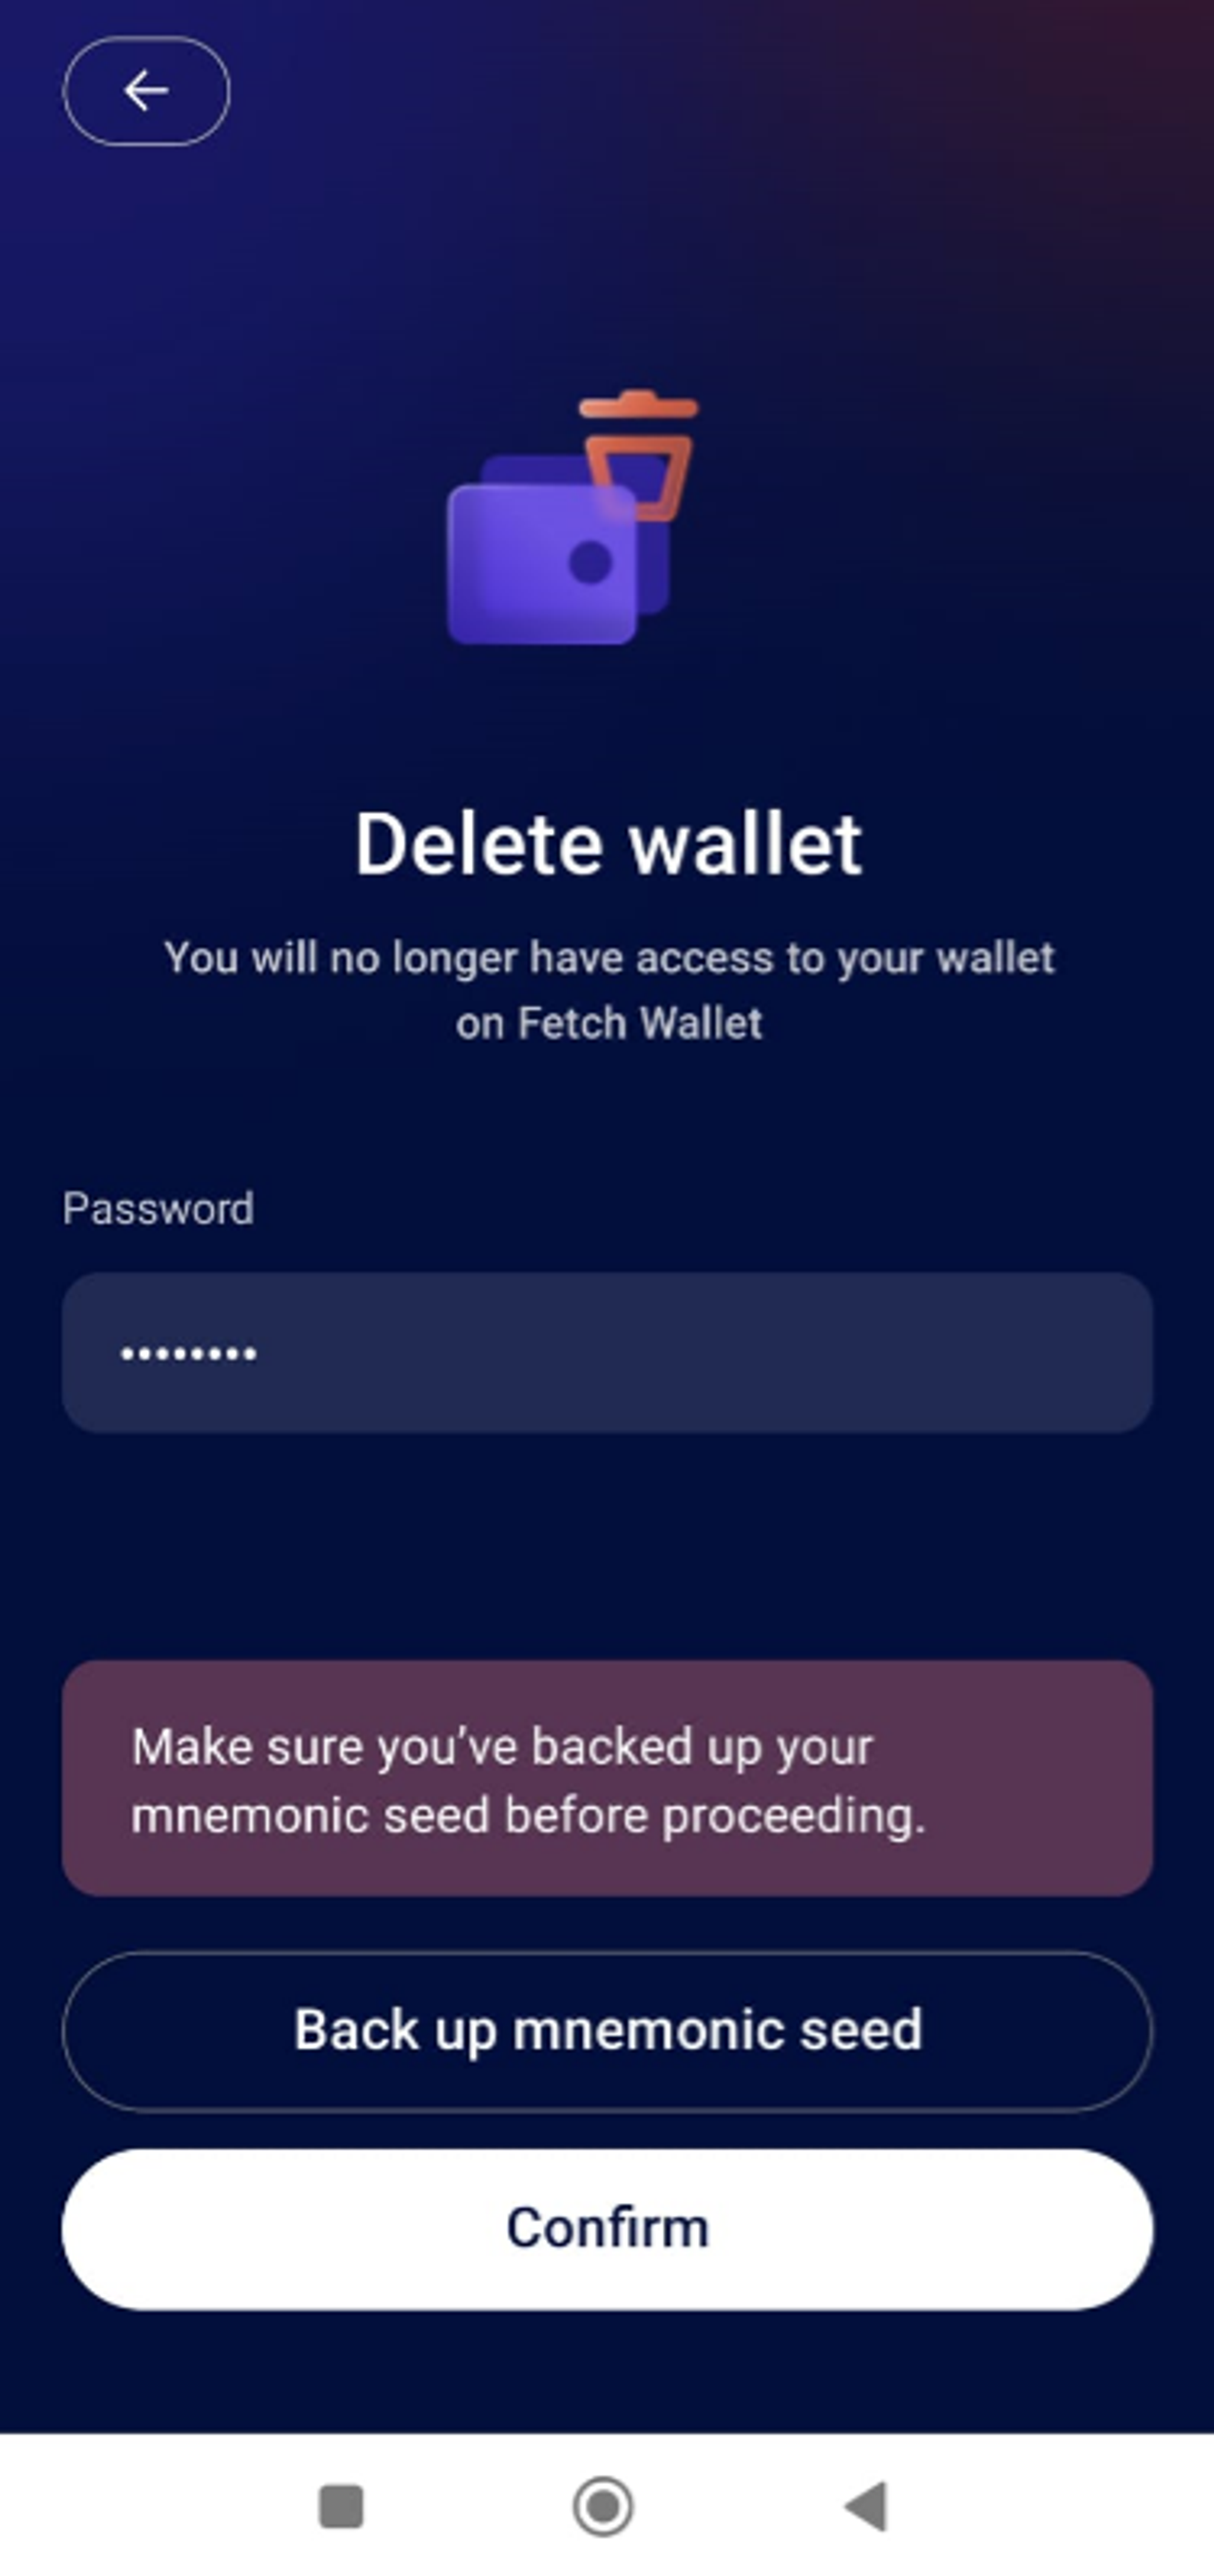 Delete wallet
You will no longer have access to your wallet
on Fetch Wallet
Password
••••••••
Make sure you’ve backed up your
mnemonic seed before proceeding.
Back up mnemonic seed
Confirm